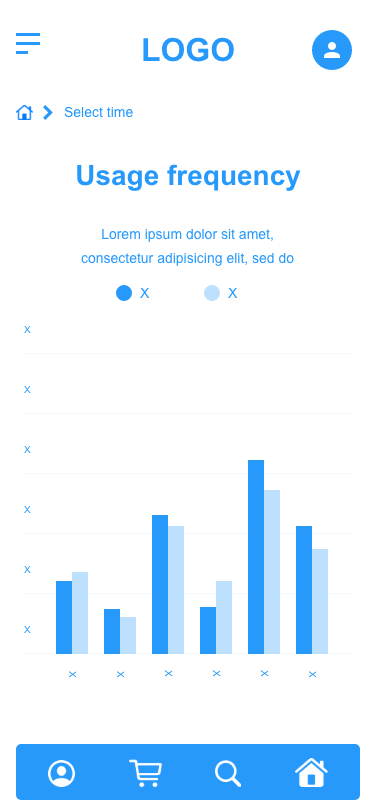 LOGO
Select time
Usage frequency
Lorem ipsum dolor sit amet,
consectetur adipisicing elit, sed do
X X
X
X
X
X
X
X
X X X X X X